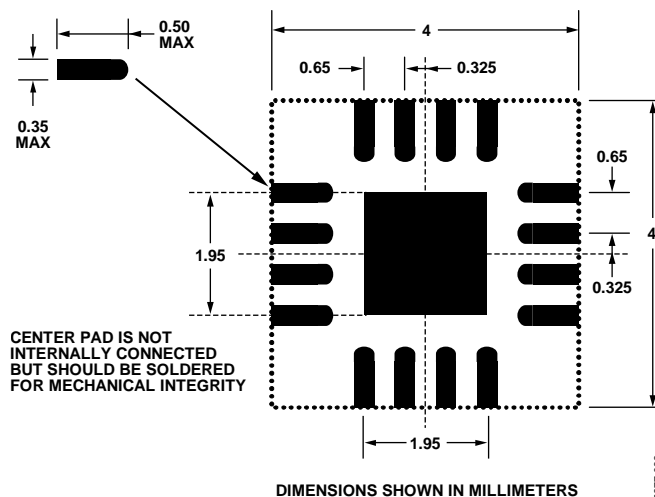 0.50
MAX
4
0.65
0.325
0.35
MAX
0.65
1.95
4
0.325
CENTER PAD IS NOT
INTERNALLY CONNECTED
BUT SHOULD BE SOLDERED
FOR MECHANICAL INTEGRITY
1.95
DIMENSIONS SHOWN IN MILLIMETERS